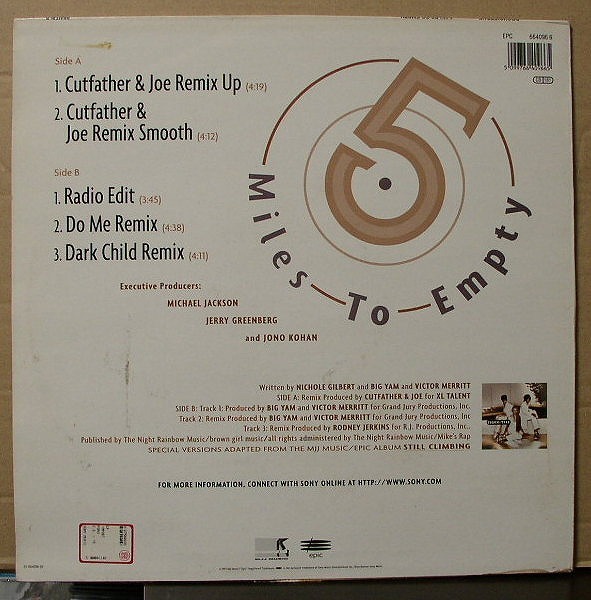 EPC 664096 6
Side A
1. Cutfather & Joe Remix Up (4:19)
2. Cutfather &
Joe Remix Smooth (4:12)
Side B
1. Radio Edit (3:45)
2. Do Me Remix (4:38)
3. Dark Child Remix (4:11)
5
Miles To Empty
Executive Producers:
MICHAEL JACKSON
JERRY GREENBERG
and JONO KOHAN
Written by NICHOLE GILBERT and BIG YAM and VICTOR MERRITT
SIDE A: Remix Produced by CUTFATHER & JOE for XL TALENT
SIDE B: Track 1: Produced by BIG YAM and VICTOR MERRITT for Grand Jury Productions, Inc.
Track 2: Remix Produced by BIG YAM and VICTOR MERRITT for Grand Jury Productions, Inc
Track 3: Remix Produced by RODNEY JERKINS for R.J. Productions, Inc..
Published by The Night Rainbow Music/brown girl music/all rights administered by The Night Rainbow Music/Mike's Rap
SPECIAL VERSIONS ADAPTED FROM THE MJJ MUSIC/EPIC ALBUM STILL CLIMBING
FOR MORE INFORMATION, CONNECT WITH SONY ONLINE AT HTTP://WWW.SONY.COM
epic